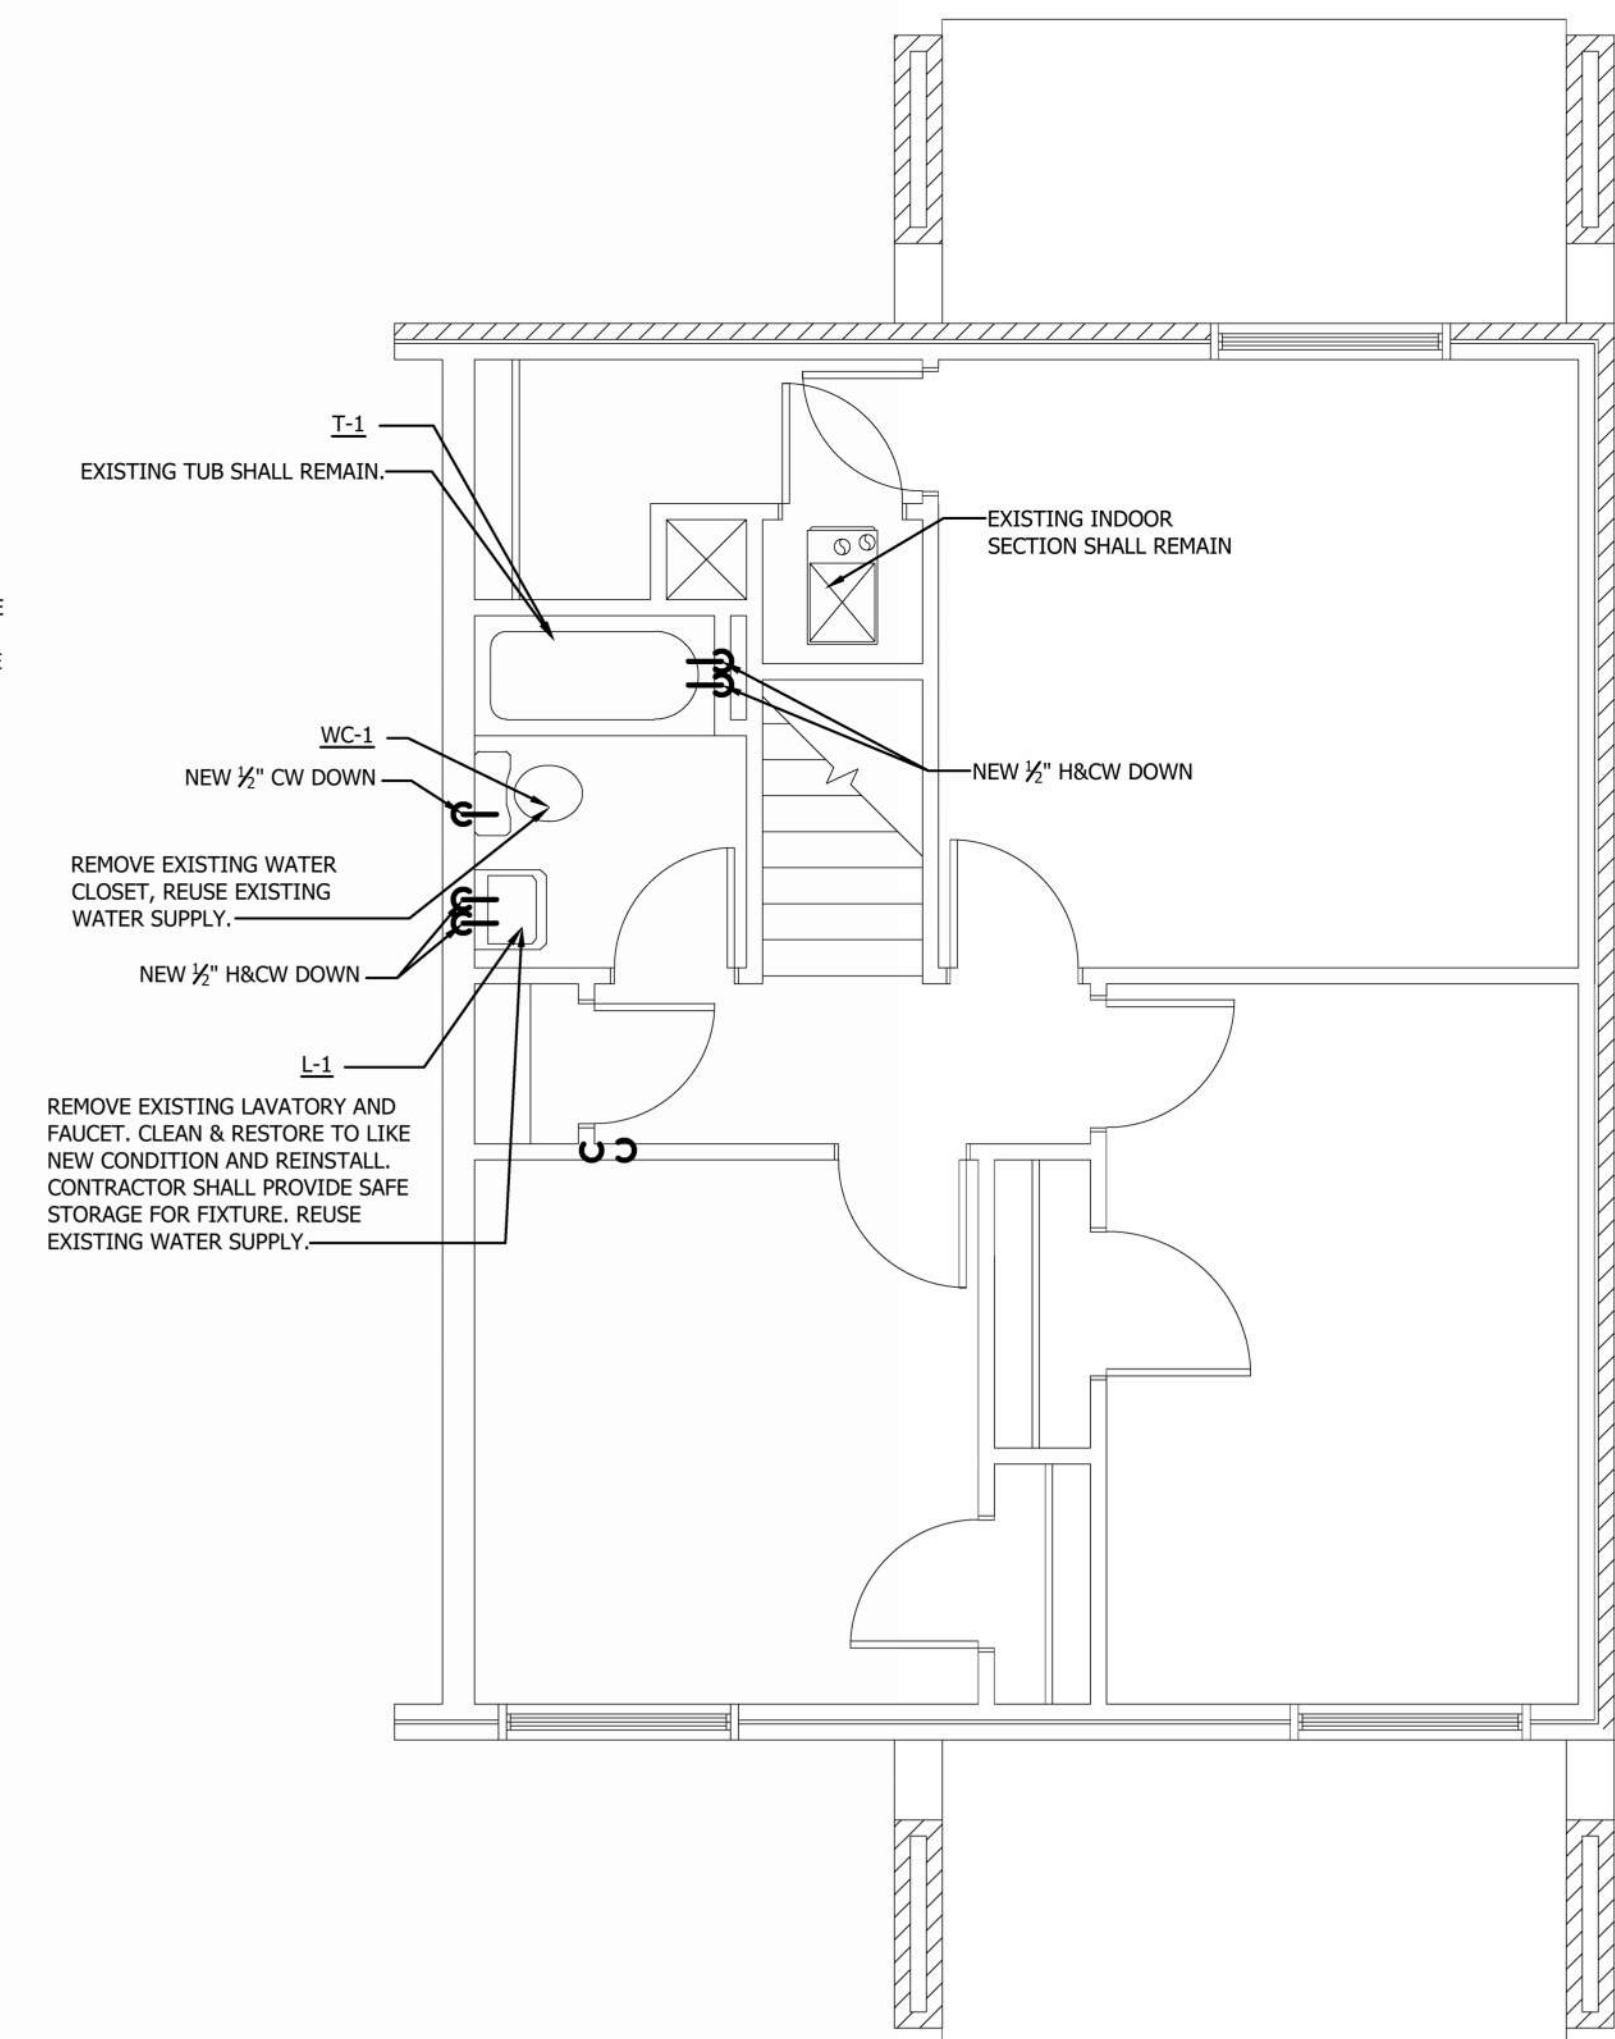 T-1
EXISTING TUB SHALL REMAIN.
EXISTING INDOOR
SECTION SHALL REMAIN
WC-1
NEW ½" CW DOWN
NEW ½" H&CW DOWN
REMOVE EXISTING WATER
CLOSET, REUSE EXISTING
WATER SUPPLY.
NEW ½" H&CW DOWN
L-1
REMOVE EXISTING LAVATORY AND
FAUCET. CLEAN & RESTORE TO LIKE
NEW CONDITION AND REINSTALL.
CONTRACTOR SHALL PROVIDE SAFE
STORAGE FOR FIXTURE. REUSE
EXISTING WATER SUPPLY.